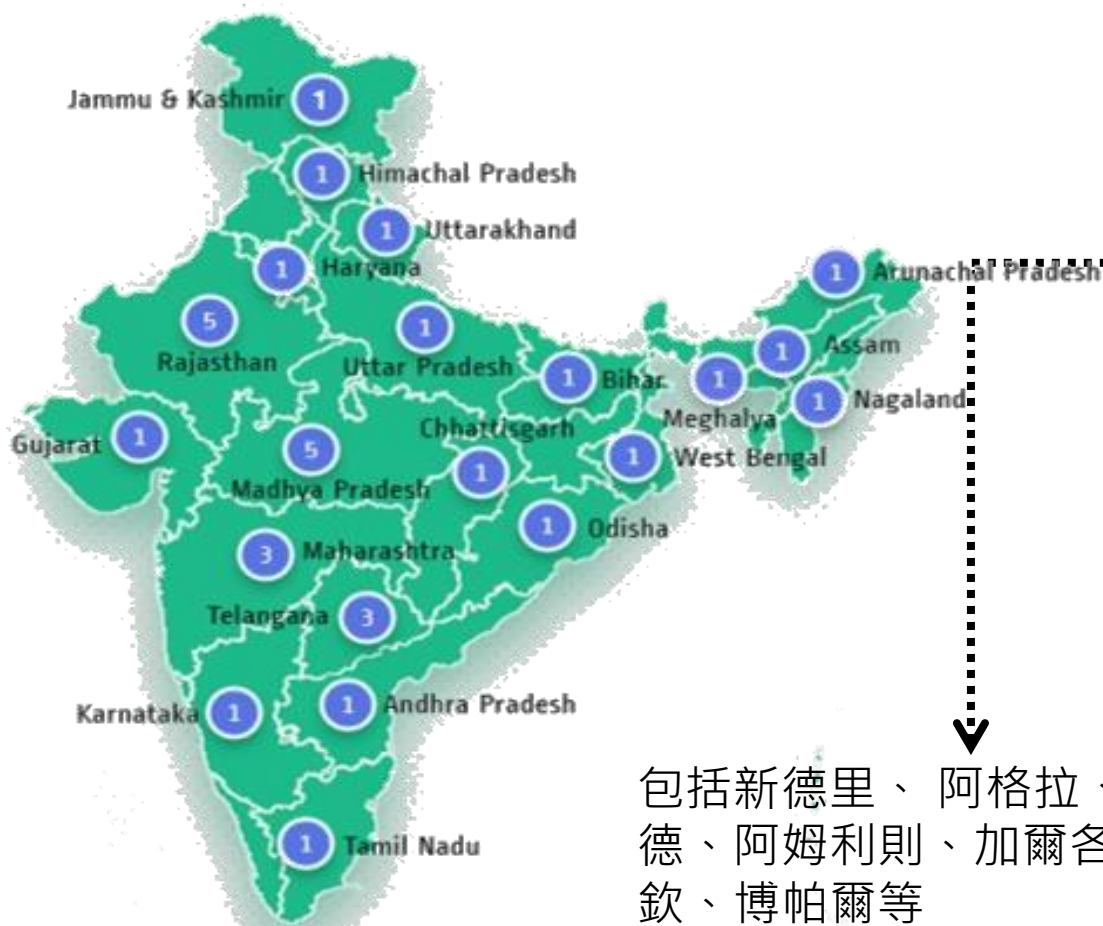 Jammu & Kashmir 1
1 Himachal Pradesh
1 Uttarakhand
1 Haryana
1 Arunachal Pradesh
5
Rajasthan
1
Uttar Pradesh
1 Bihar
1 Assam
1
Meghalya
1 Nagaland
Gujarat 1
5
Madhya Pradesh
Chhattisgarh
1
1 West Bengal
1 Odisha
3 Maharashtra
Telangana 3
Karnataka 1
1 Andhra Pradesh
1 Tamil Nadu
包括新德里、 阿格拉、
德、阿姆利則、加爾各
欽、博帕爾等